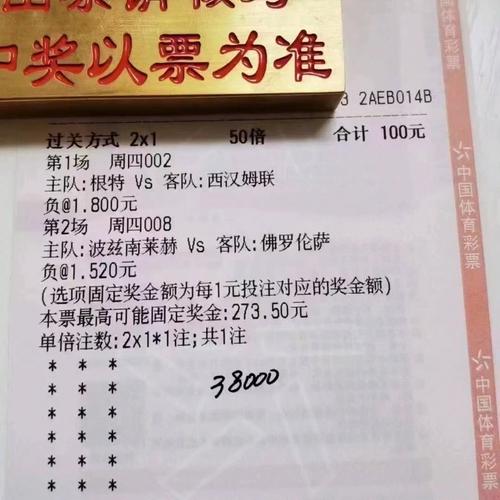 中奖以票为准
2AEB014B
过关方式 2x1 50倍 合计 100元
第1场 周四002
主队:根特 Vs 客队:西汉姆联
负@1.800元
第2场 周四008
主队:波兹南莱赫 Vs 客队:佛罗伦萨
负@1.520元
(选项固定奖金额为每1元投注对应的奖金额)
本票最高可能固定奖金:273.50元
单倍注数:2x1*1注;共1注
* * *
* * *
* * *
* * *
* * *
* * *
38000
中国体育彩票
中国体育彩票
中国体育彩票